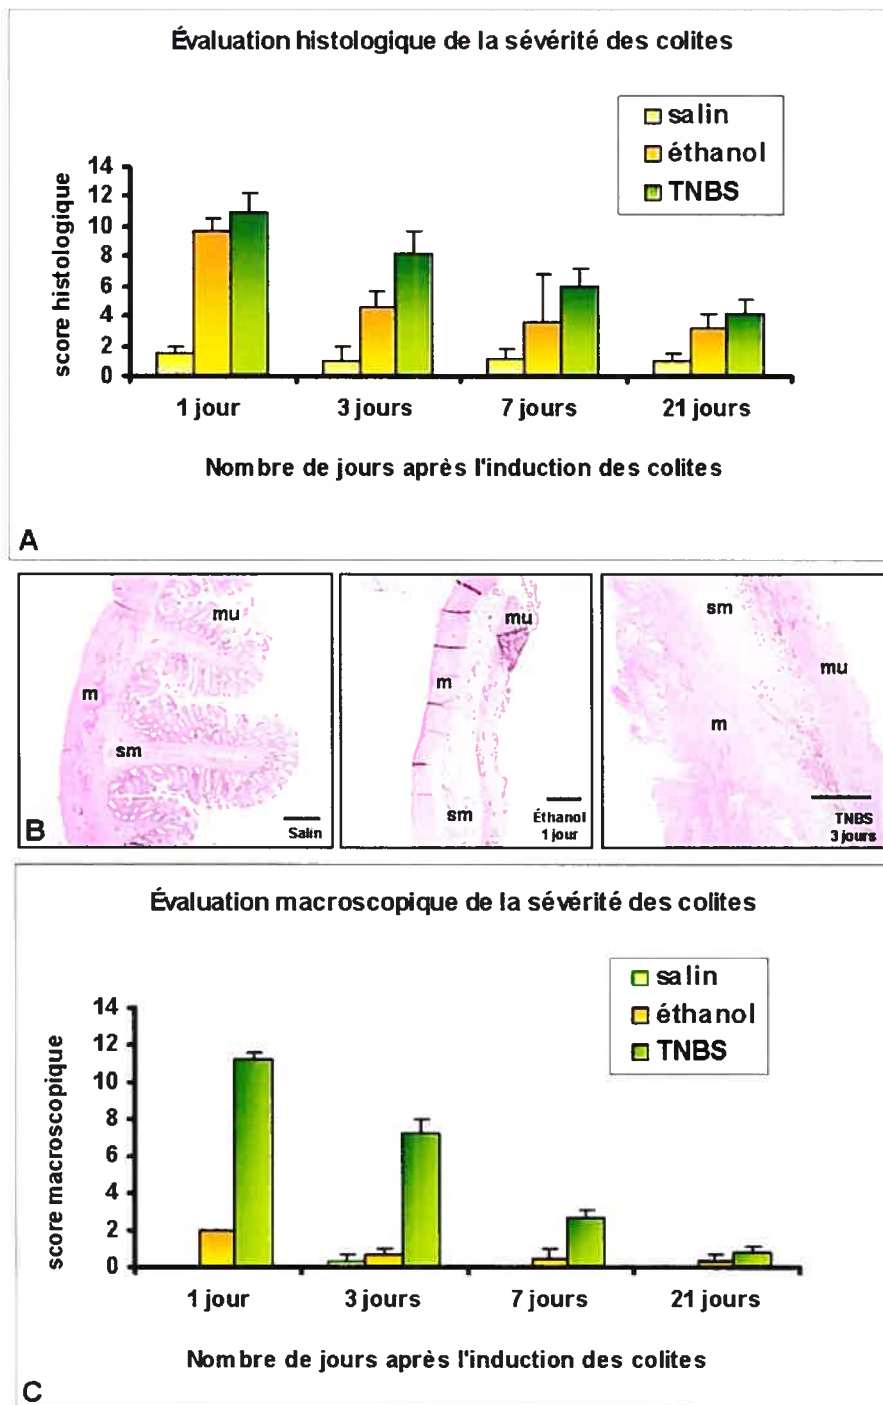 Évaluation histologique de la sévérité des colites
salin
éthanol
TNBS
score histologique
14
12
10
8
6
4
2
0
1 jour
3 jours
7 jours
21 jours
Nombre de jours après l'induction des colites
A
mu
m
sm
B
Salin
mu
m
sm
Éthanol
1 jour
sm
mu
m
TNBS
3 jours
Évaluation macroscopique de la sévérité des colites
salin
éthanol
TNBS
score macroscopique
14
12
10
8
6
4
2
0
1 jour
3 jours
7 jours
21 jours
Nombre de jours après l'induction des colites
C